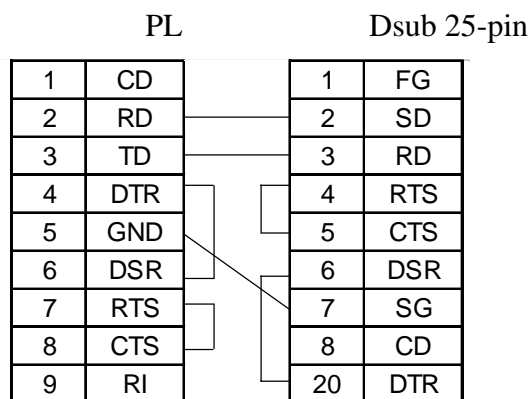 PL Dsub 25-pin
1 CD 1 FG
2 RD 2 SD
3 TD 3 RD
4 DTR 4 RTS
5 GND 5 CTS
6 DSR 6 DSR
7 RTS 7 SG
8 CTS 8 CD
9 RI 20 DTR